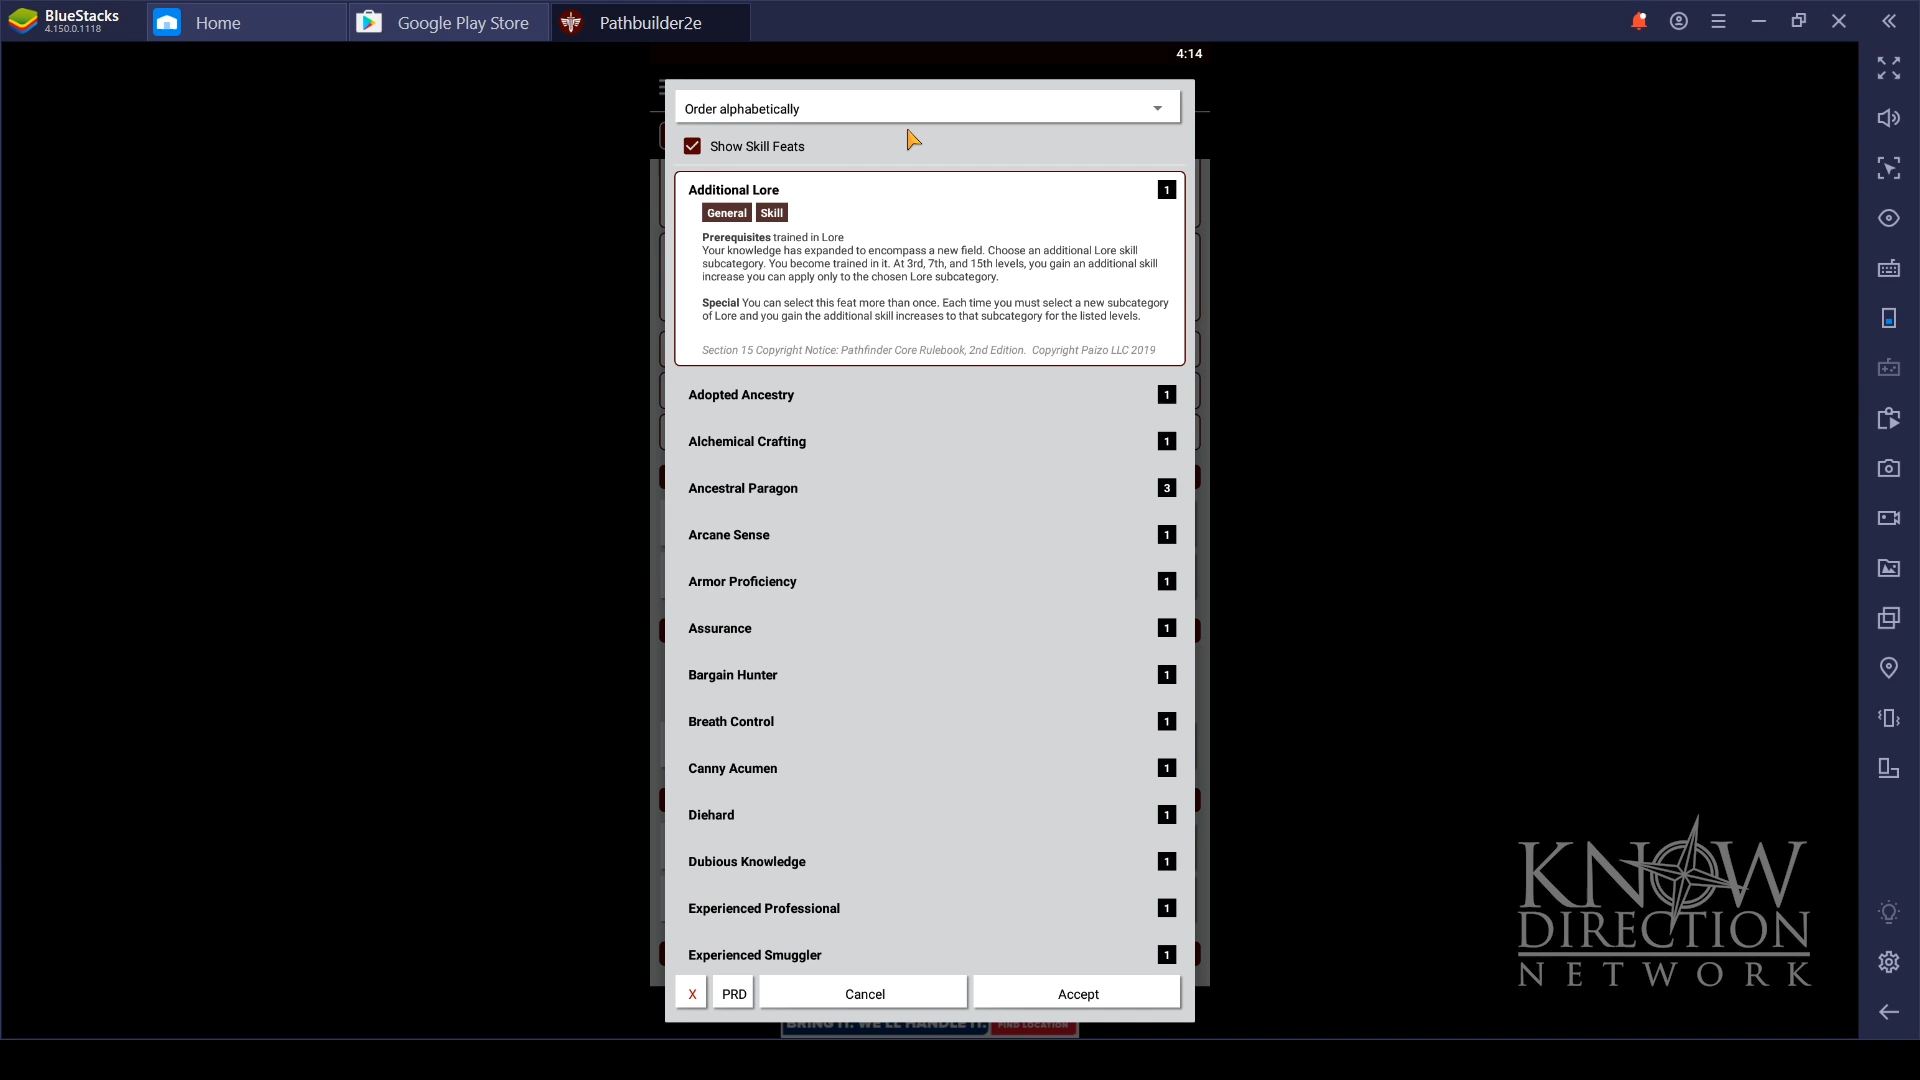 BlueStacks
4.150.0.1118
Home
Google Play Store
Pathbuilder2e
4:14
Order alphabetically
Show Skill Feats
Additional Lore 1
General Skill
Prerequisites trained in Lore
Your knowledge has expanded to encompass a new field. Choose an additional Lore skill
subcategory. You become trained in it. At 3rd, 7th, and 15th levels, you gain an additional skill
increase you can apply only to the chosen Lore subcategory.
Special You can select this feat more than once. Each time you must select a new subcategory
of Lore and you gain the additional skill increases to that subcategory for the listed levels.
Section 15 Copyright Notice: Pathfinder Core Rulebook, 2nd Edition. Copyright Paizo LLC 2019
Adopted Ancestry 1
Alchemical Crafting 1
Ancestral Paragon 3
Arcane Sense 1
Armor Proficiency 1
Assurance 1
Bargain Hunter 1
Breath Control 1
Canny Acumen 1
Diehard 1
Dubious Knowledge 1
Experienced Professional 1
Experienced Smuggler 1
X PRD Cancel Accept
BRING IT. WE'LL HANDLE IT. FIND LOCATION
KNOW
DIRECTION
NETWORK